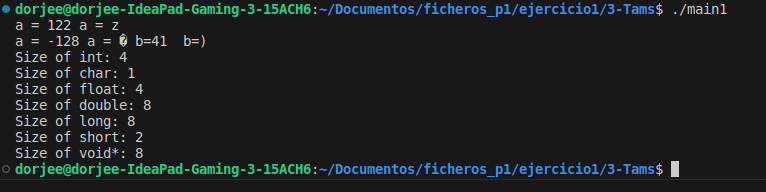 dorjee@dorjee-IdeaPad-Gaming-3-15ACH6:~/Documentos/ficheros_p1/ejercicio1/3-Tams$ ./main1
a = 122 a = z
a = -128 a = � b=41  b=)
Size of int: 4
Size of char: 1
Size of float: 4
Size of double: 8
Size of long: 8
Size of short: 2
Size of void*: 8
dorjee@dorjee-IdeaPad-Gaming-3-15ACH6:~/Documentos/ficheros_p1/ejercicio1/3-Tams$